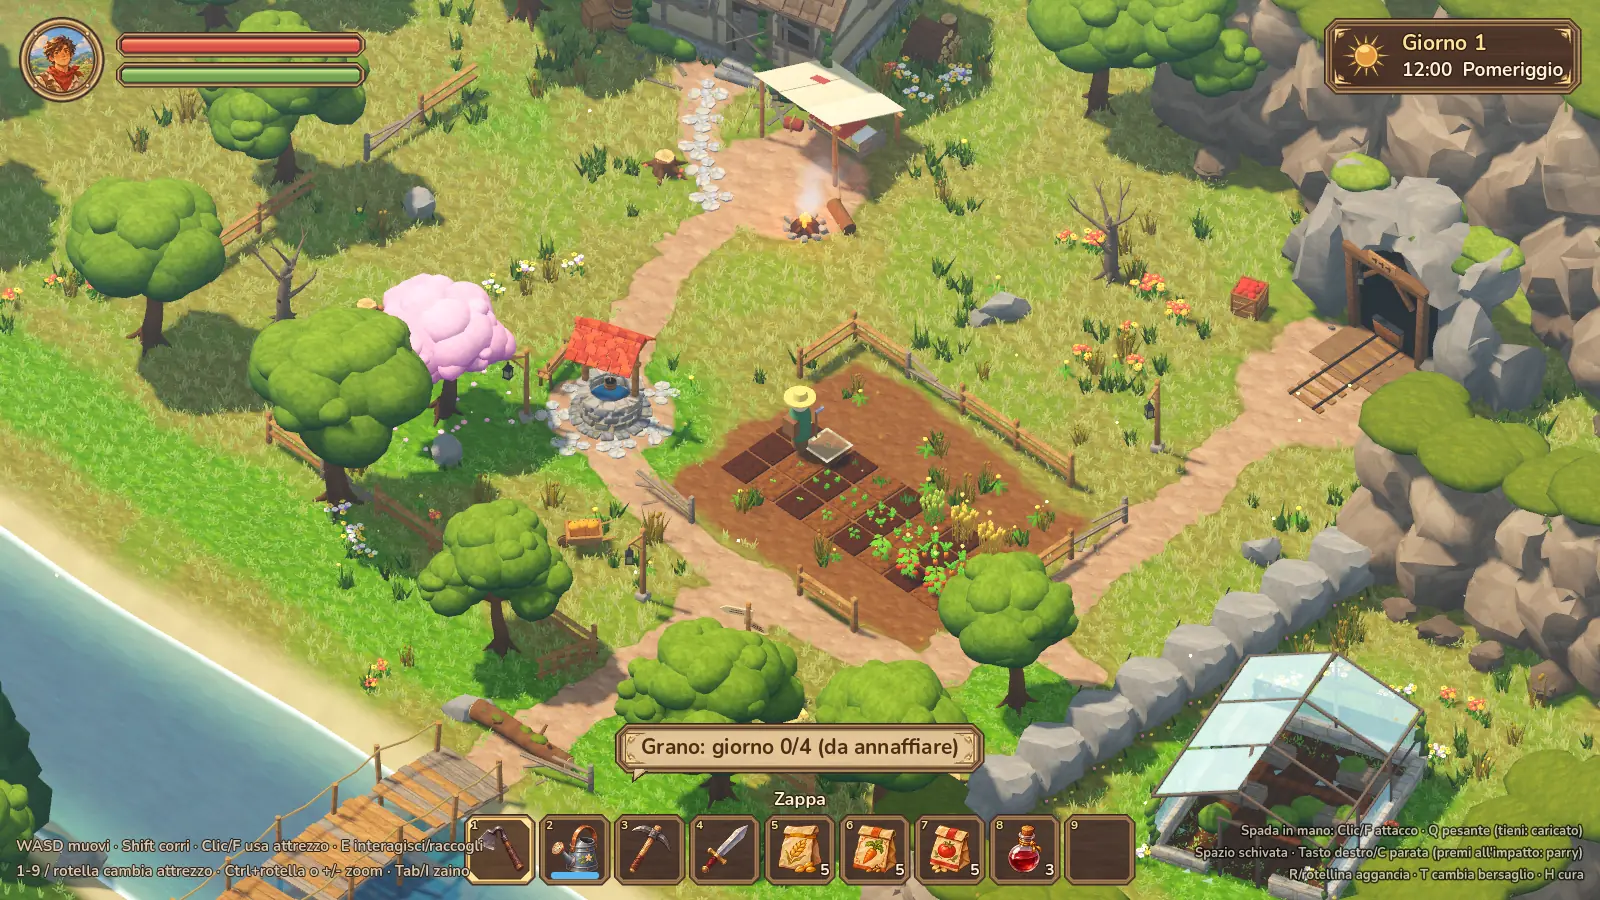 Giorno 1
12:00 Pomeriggio
Grano: giorno 0/4 (da annaffiare)
Zappa
1 2 3 4 5 6 7 8 9
5 5 5 3
WASD muovi · Shift corri · Clic/F usa attrezzo · E interagisci/raccogli
1-9 / rotella cambia attrezzo · Ctrl+rotella o +/- zoom · Tab/I zaino
Spada in mano: Clic/F attacco · Q pesante (tieni: caricato)
Spazio schivata · Tasto destro/C parata (premi all'impatto: parry)
R/rotellina aggancia · T cambia bersaglio · H cura